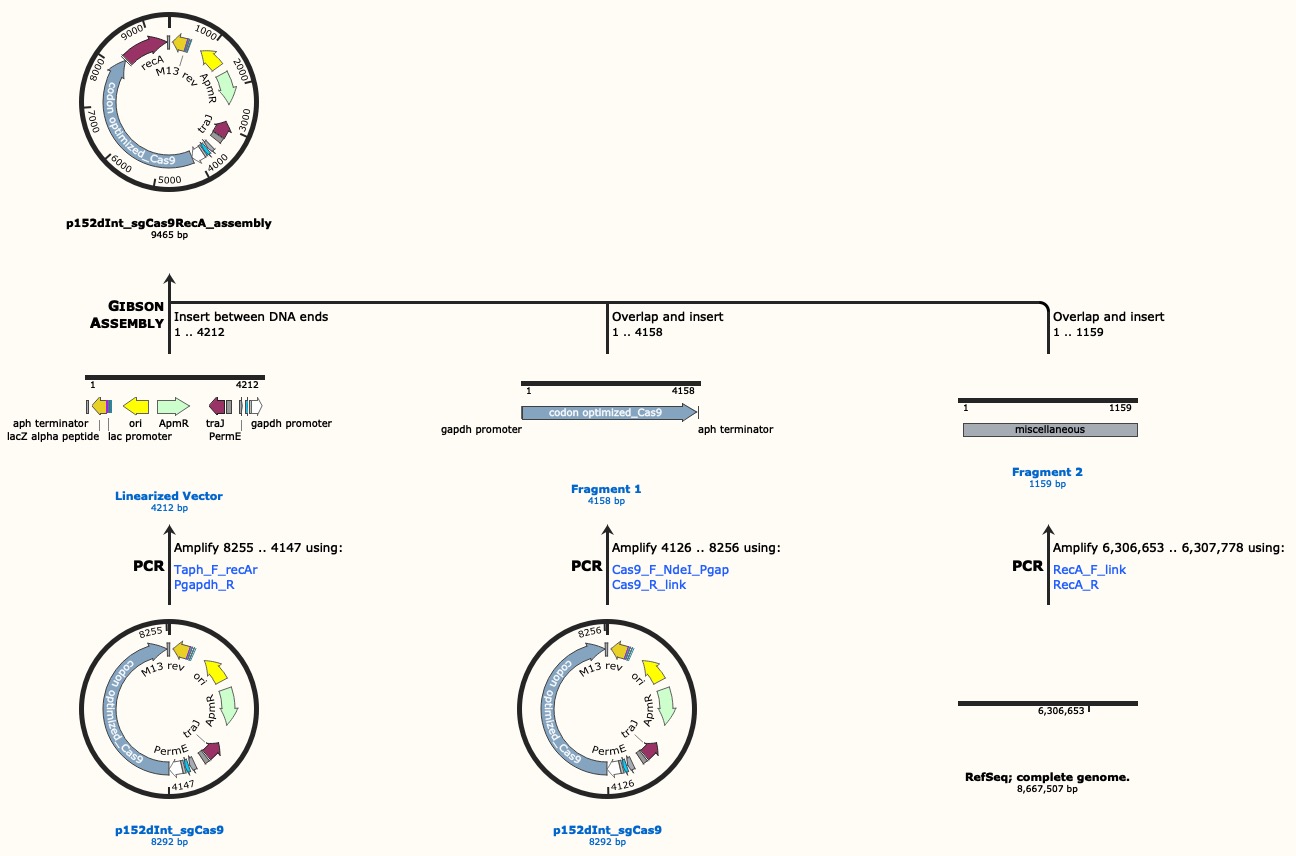 9000
1000
8000
2000
recA
M13 rev
ApmR
codon optimized_Cas9
7000
traJ
3000
6000
4000
5000
p152dInt_sgCas9RecA_assembly
9465 bp
GIBSON
ASSEMBLY
Insert between DNA ends
1 .. 4212
Overlap and insert
1 .. 4158
Overlap and insert
1 .. 1159
1
4212
aph terminator
ori
ApmR
traJ
gapdh promoter
lacZ alpha peptide
lac promoter
PermE
1
4158
codon optimized_Cas9
gapdh promoter
aph terminator
1
1159
miscellaneous
Linearized Vector
4212 bp
Fragment 1
4158 bp
Fragment 2
1159 bp
PCR
Amplify 8255 .. 4147 using:
Taph_F_recAr
Pgapdh_R
PCR
Amplify 4126 .. 8256 using:
Cas9_F_NdeI_Pgap
Cas9_R_link
PCR
Amplify 6,306,653 .. 6,307,778 using:
RecA_F_link
RecA_R
8255
M13 rev
ori
codon optimized_Cas9
ApmR
traJ
PermE
4147
p152dInt_sgCas9
8292 bp
8256
M13 rev
ori
codon optimized_Cas9
ApmR
traJ
PermE
4126
p152dInt_sgCas9
8292 bp
6,306,653
RefSeq; complete genome.
8,667,507 bp